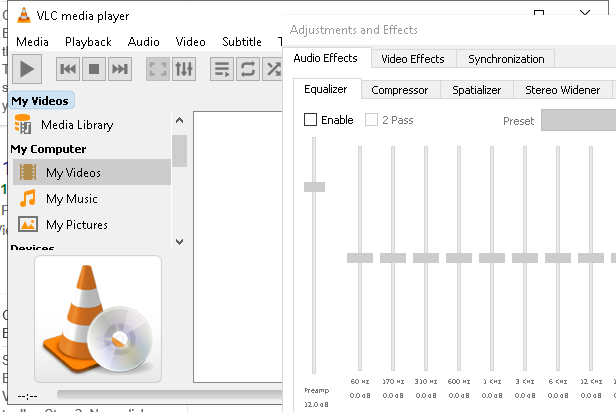 VLC media player
Media Playback Audio Video Subtitle T
My Videos
Media Library
My Computer
My Videos
My Music
My Pictures
Devices
--:--
Adjustments and Effects
Audio Effects Video Effects Synchronization
Equalizer Compressor Spatializer Stereo Widener
Enable 2 Pass Preset
60 Hz 170 Hz 310 Hz 600 Hz 1 KHz 3 KHz 6 KHz 12 KHz
Preamp 0.0 dB 0.0 dB 0.0 dB 0.0 dB 0.0 dB 0.0 dB 0.0 dB 0.0 dB
12.0 dB